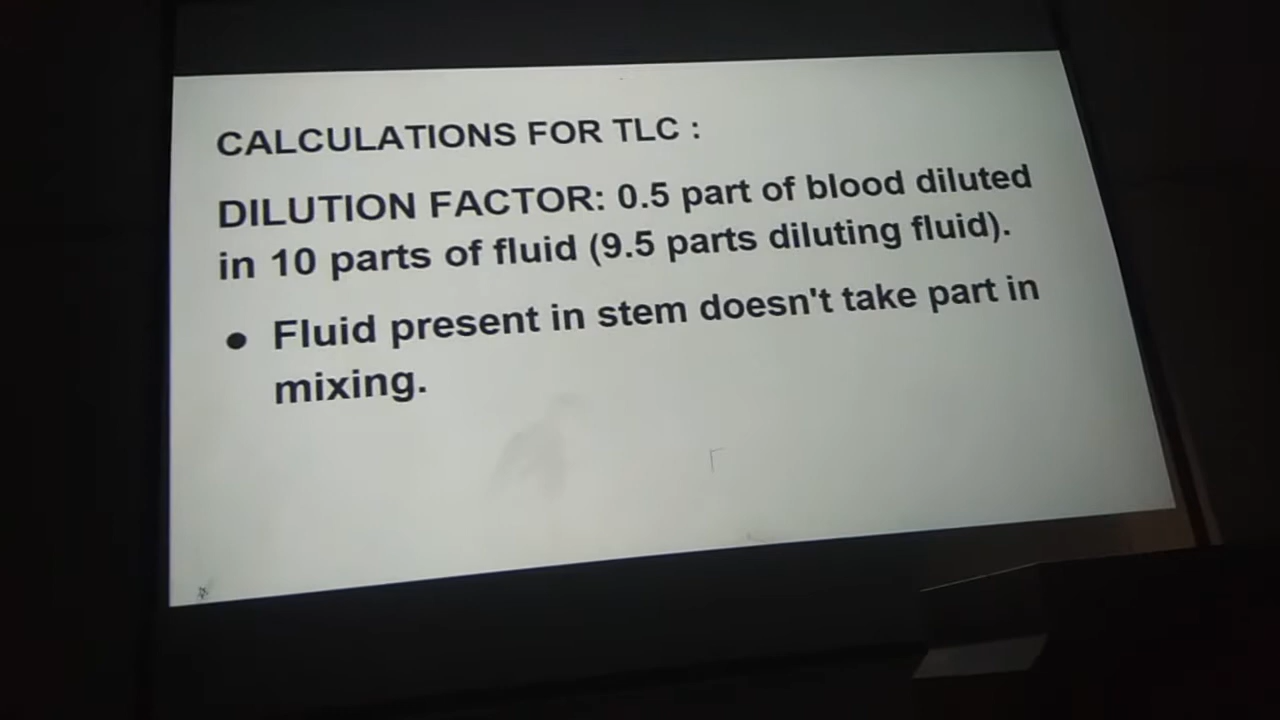 CALCULATIONS FOR TLC :
DILUTION FACTOR: 0.5 part of blood diluted
in 10 parts of fluid (9.5 parts diluting fluid).
● Fluid present in stem doesn't take part in
mixing.